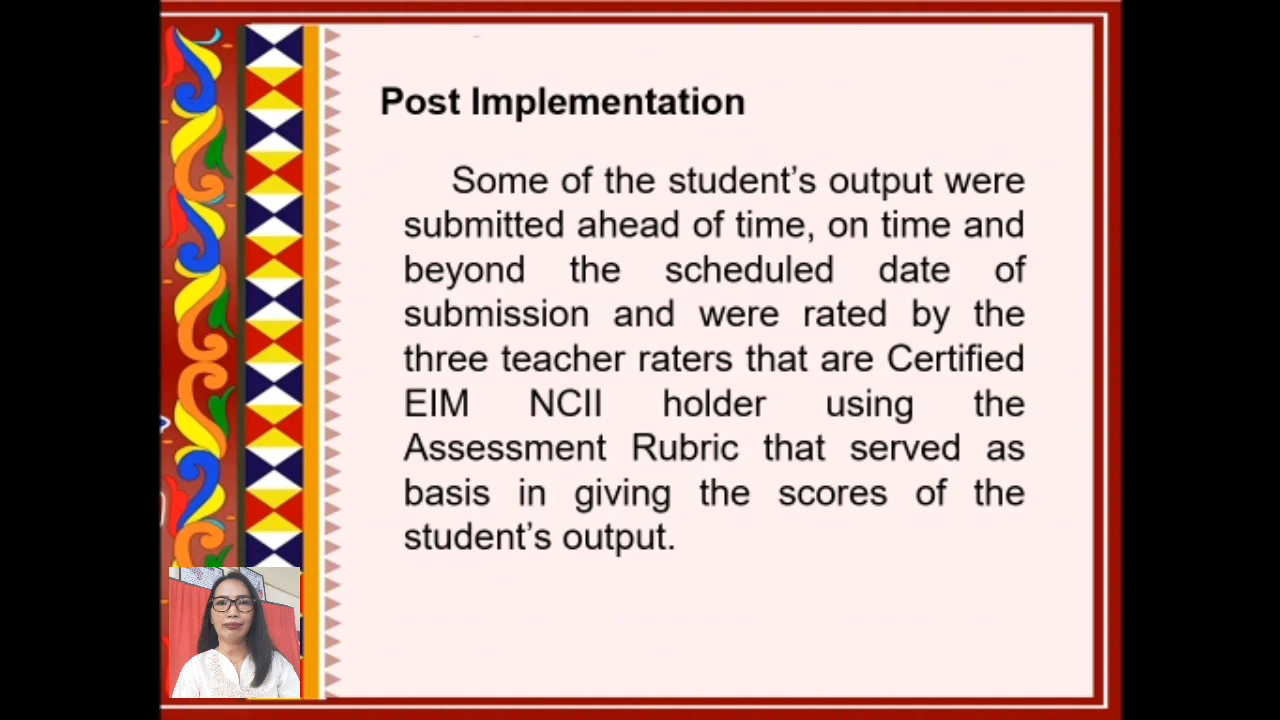 Post Implementation
Some of the student’s output were
submitted ahead of time, on time and
beyond the scheduled date of
submission and were rated by the
three teacher raters that are Certified
EIM NCII holder using the
Assessment Rubric that served as
basis in giving the scores of the
student’s output.